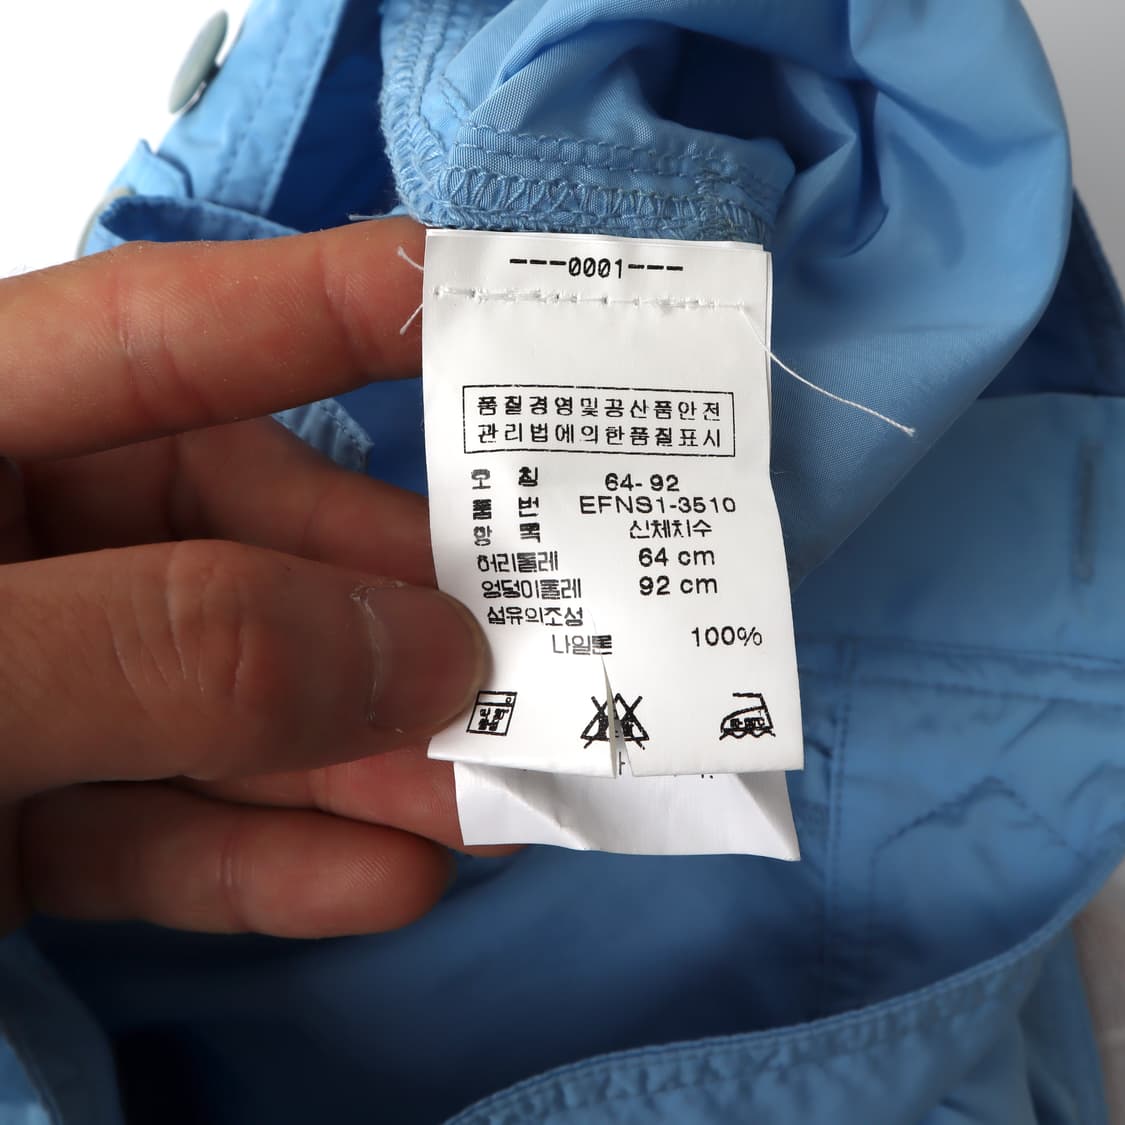 ---0001---
품질경영및공산품안전
관리법에의한품질표시
호 칭 64-92
품 번 EFNS1-3510
항 목 신체치수
허리둘레 64 cm
엉덩이둘레 92 cm
섬유의조성
나일론 100%